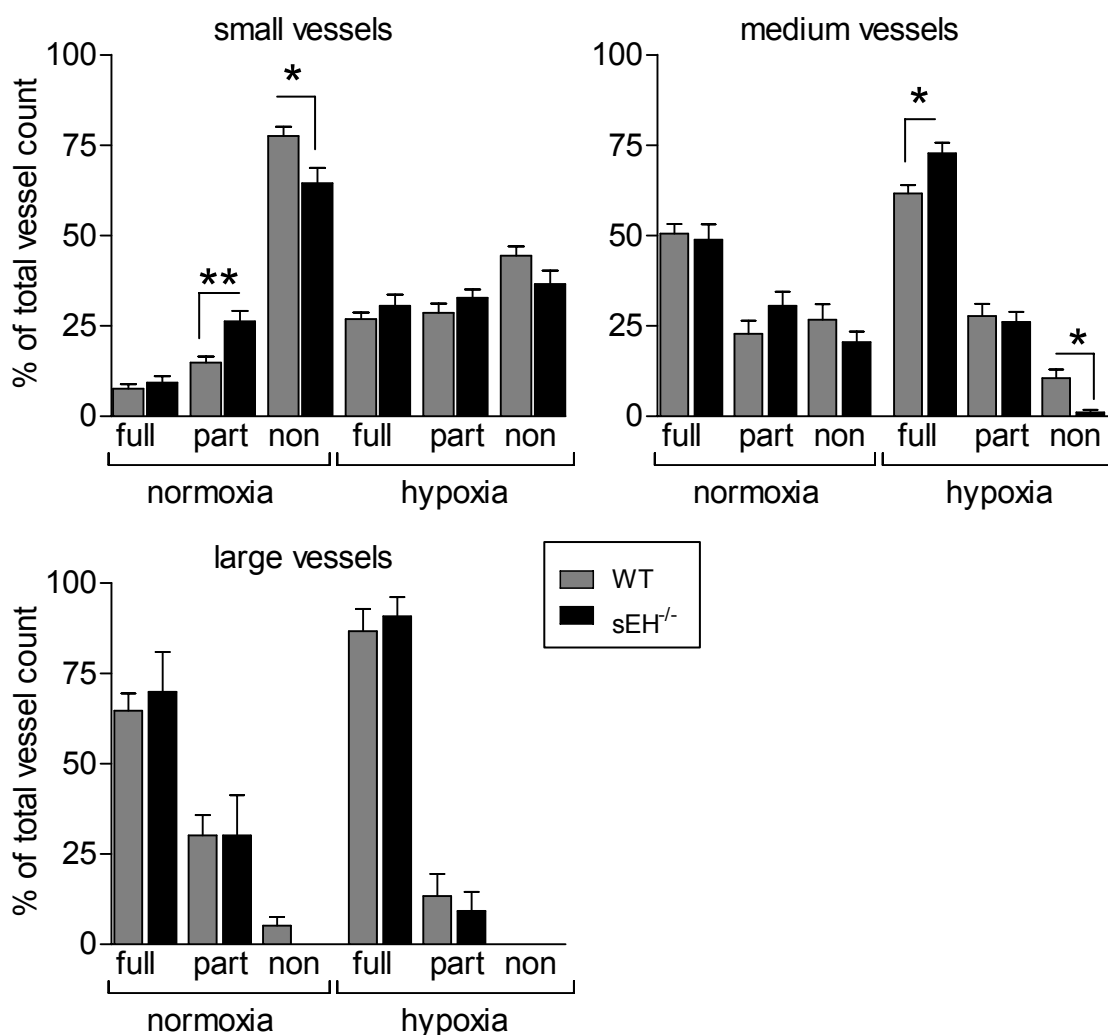 small vessels
% of total vessel count
100
75
50
25
0
*
**
full part non full part non
normoxia hypoxia
medium vessels
100
75
50
25
0
*
*
full part non full part non
normoxia hypoxia
large vessels
% of total vessel count
100
75
50
25
0
full part non full part non
normoxia hypoxia
WT
sEH-/-